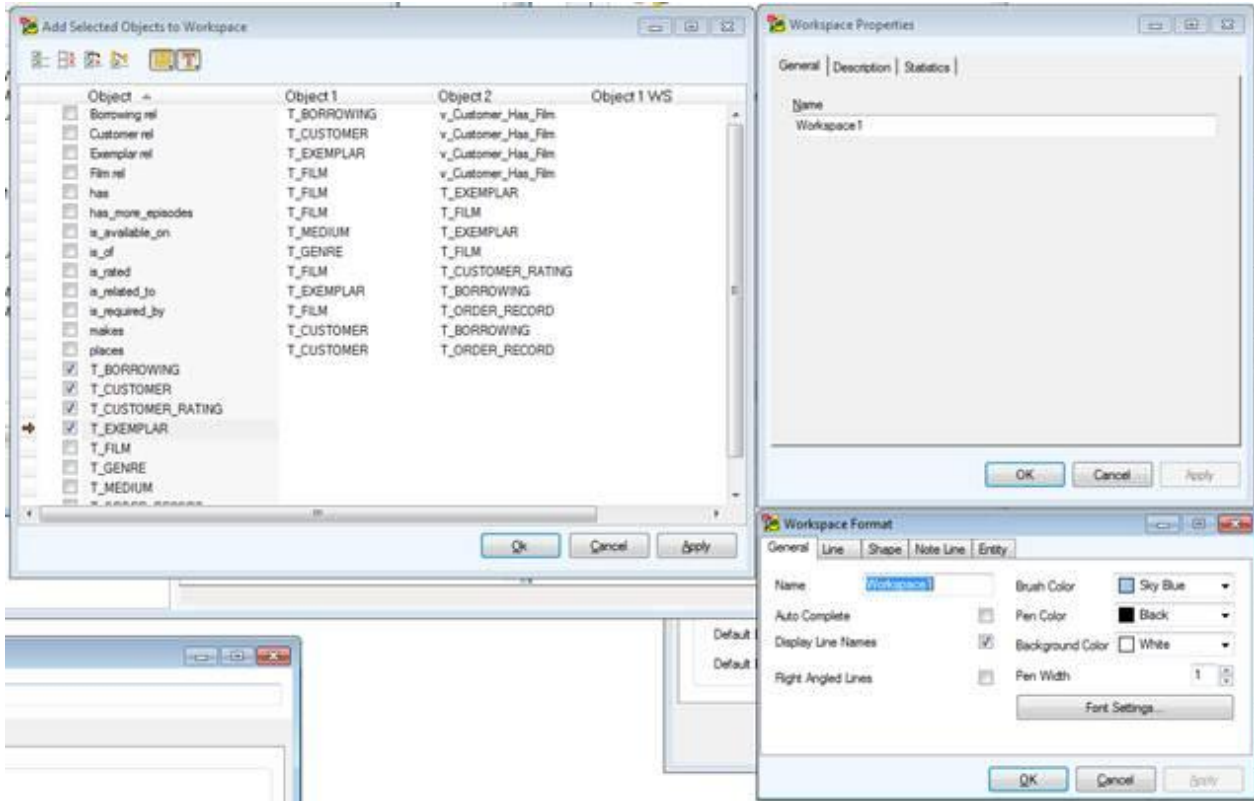 Add Selected Objects to Workspace
Object Object 1 Object 2 Object 1 WS
Borrowing rel T_BORROWING v_Customer_Has_Film
Customer rel T_CUSTOMER v_Customer_Has_Film
Exemplar rel T_EXEMPLAR v_Customer_Has_Film
Film rel T_FILM v_Customer_Has_Film
has T_FILM T_EXEMPLAR
has_more_episodes T_FILM T_FILM
is_available_on T_MEDIUM T_EXEMPLAR
is_of T_GENRE T_FILM
is_rated T_FILM T_CUSTOMER_RATING
is_related_to T_EXEMPLAR T_BORROWING
is_required_by T_FILM T_ORDER_RECORD
makes T_CUSTOMER T_BORROWING
places T_CUSTOMER T_ORDER_RECORD
T_BORROWING
T_CUSTOMER
T_CUSTOMER_RATING
T_EXEMPLAR
T_FILM
T_GENRE
T_MEDIUM
Ok Cancel Apply
Workspace Properties
General Description Statistics
Name
Workspace1
OK Cancel Apply
Workspace Format
General Line Shape Note Line Entity
Name Workspace1 Brush Color Sky Blue
Auto Complete Pen Color Black
Display Line Names Background Color White
Right Angled Lines Pen Width 1
Font Settings...
OK Cancel Apply
Default
Default